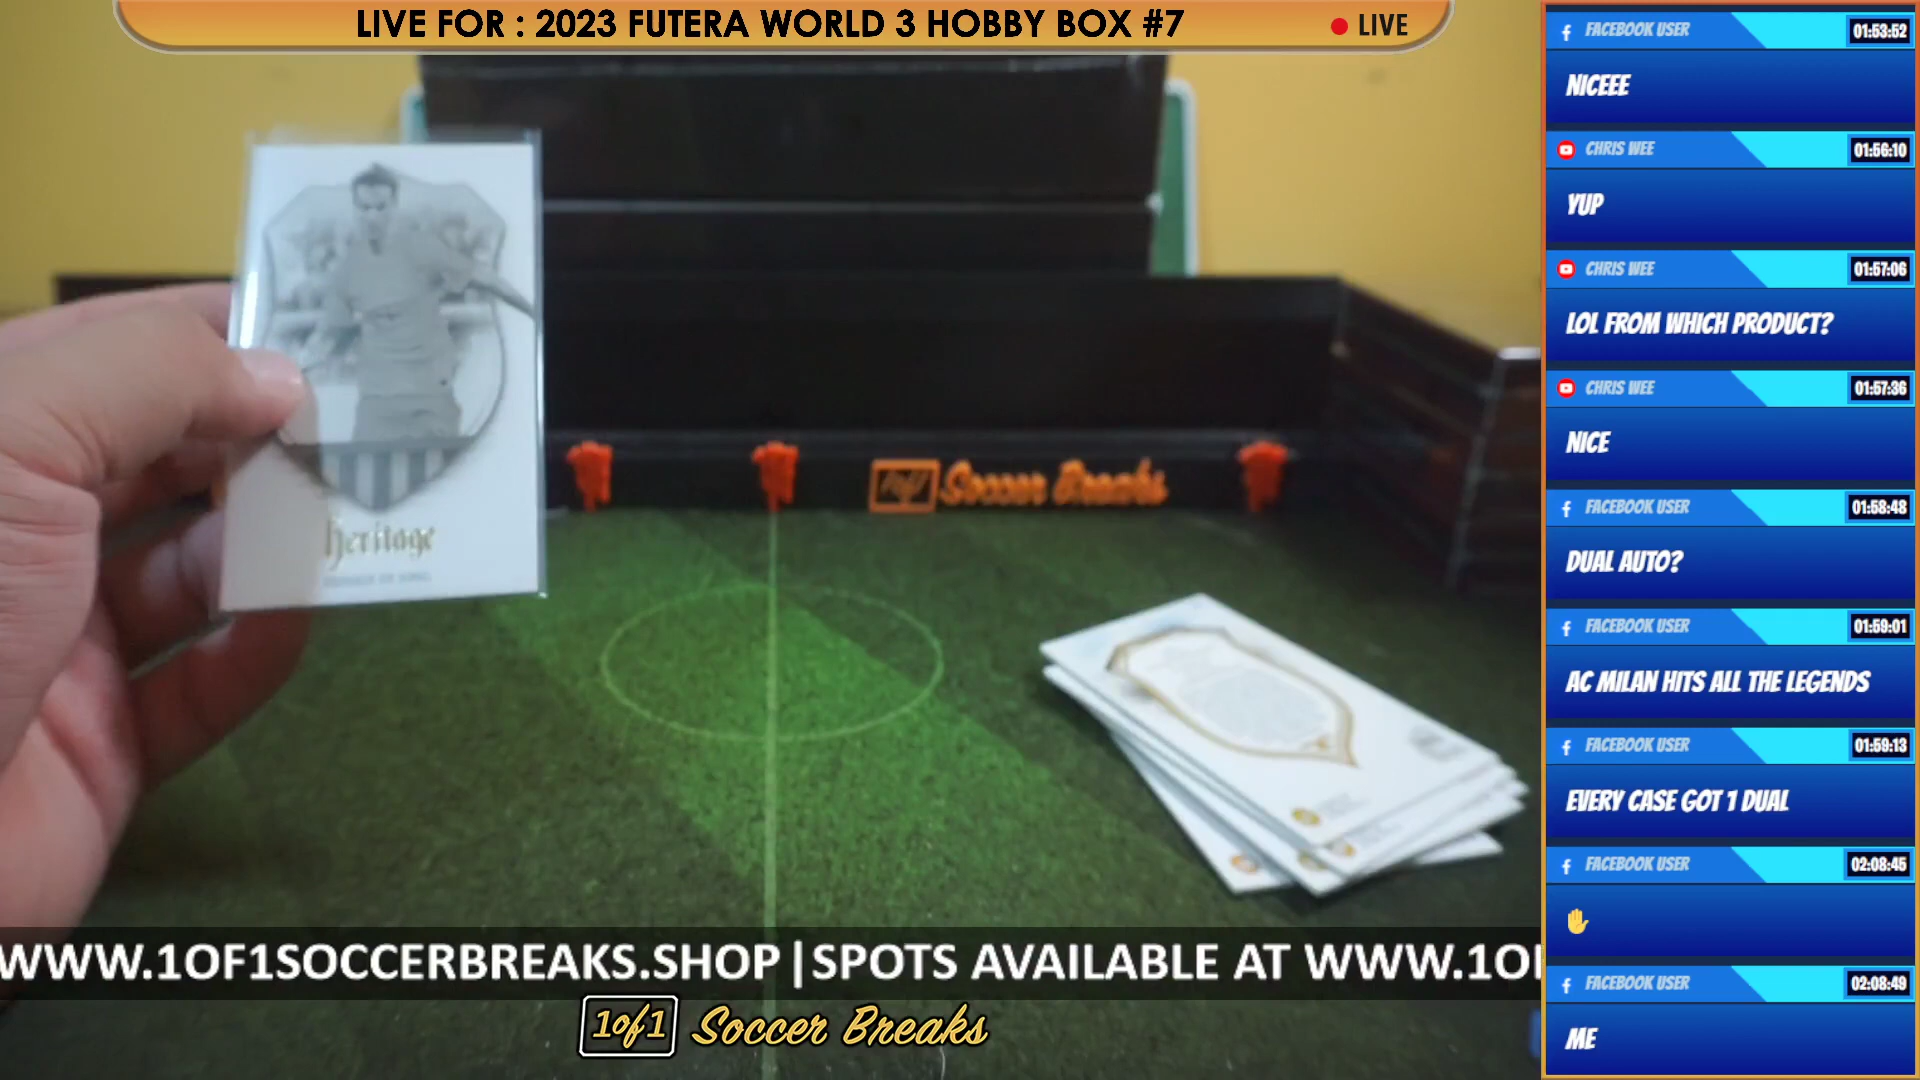 LIVE FOR : 2023 FUTERA WORLD 3 HOBBY BOX #7
LIVE
Heritage
1of1 Soccer Breaks
WWW.1OF1SOCCERBREAKS.SHOP|SPOTS AVAILABLE AT WWW.1O
1of1 Soccer Breaks
FACEBOOK USER 01:53:52
NICEEE
CHRIS WEE 01:56:10
YUP
CHRIS WEE 01:57:06
LOL FROM WHICH PRODUCT?
CHRIS WEE 01:57:36
NICE
FACEBOOK USER 01:58:48
DUAL AUTO?
FACEBOOK USER 01:59:01
AC MILAN HITS ALL THE LEGENDS
FACEBOOK USER 01:59:13
EVERY CASE GOT 1 DUAL
FACEBOOK USER 02:08:45
✋
FACEBOOK USER 02:08:49
ME